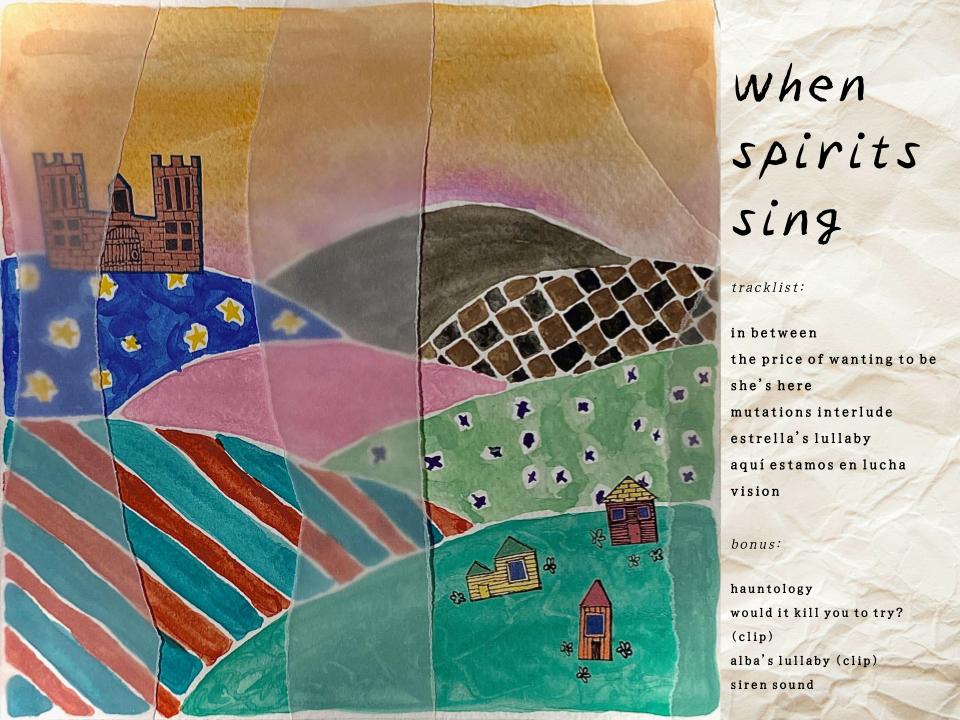 when
spirits
sing
tracklist:
in between
the price of wanting to be
she's here
mutations interlude
estrella's lullaby
aquí estamos en lucha
vision
bonus:
hauntology
would it kill you to try?
(clip)
alba's lullaby (clip)
siren sound